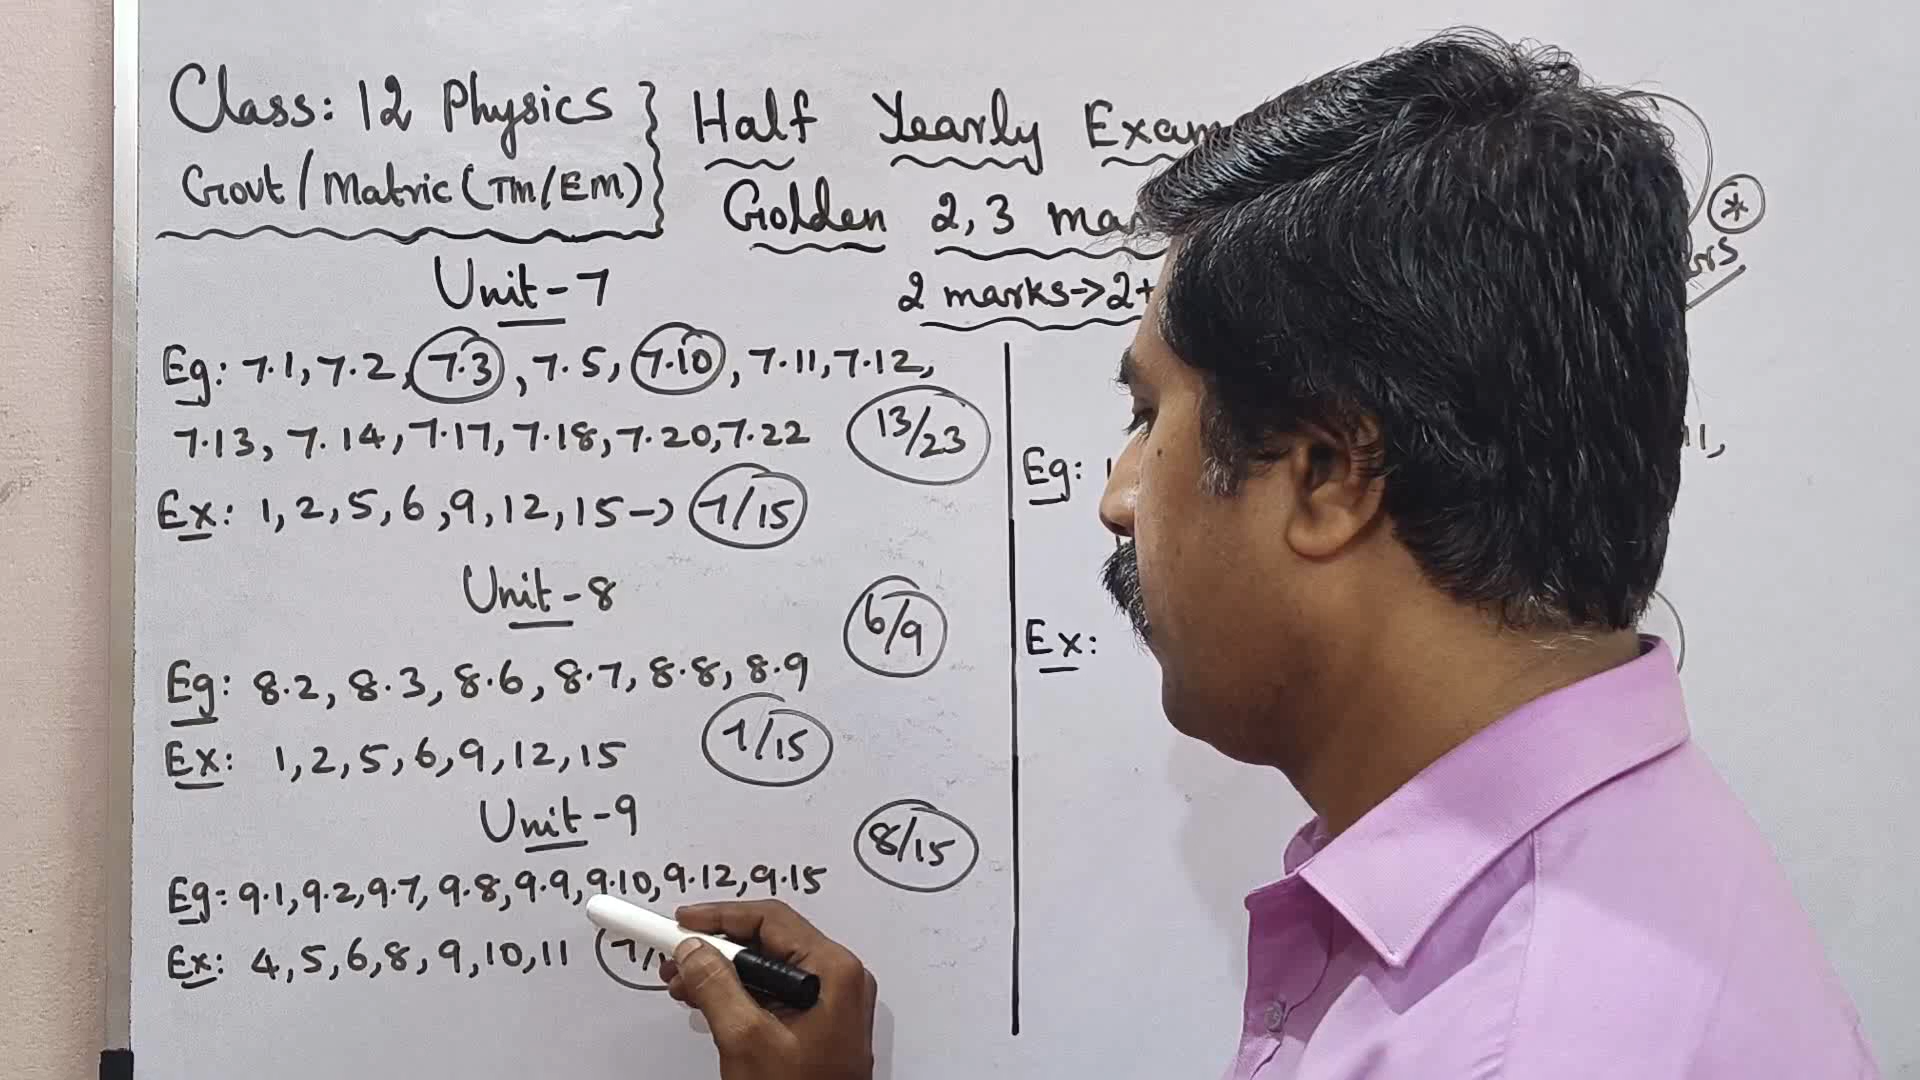 Class: 12 Physics
Govt/Matric (TM/EM)
Half Yearly Exam
Golden 2, 3
2 marks→2+
Unit-7
Eg: 7.1, 7.2, 7.3, 7.5, 7.10, 7.11, 7.12,
7.13, 7.14, 7.17, 7.18, 7.20, 7.22
13/23
Ex: 1, 2, 5, 6, 9, 12, 15→ 7/15
Unit-8
6/9
Eg: 8.2, 8.3, 8.6, 8.7, 8.8, 8.9
Ex: 1, 2, 5, 6, 9, 12, 15
7/15
Unit-9
8/15
Eg: 9.1, 9.2, 9.7, 9.8, 9.9, 9.10, 9.12, 9.15
Ex: 4, 5, 6, 8, 9, 10, 11
*
Eg:
11,
Ex: